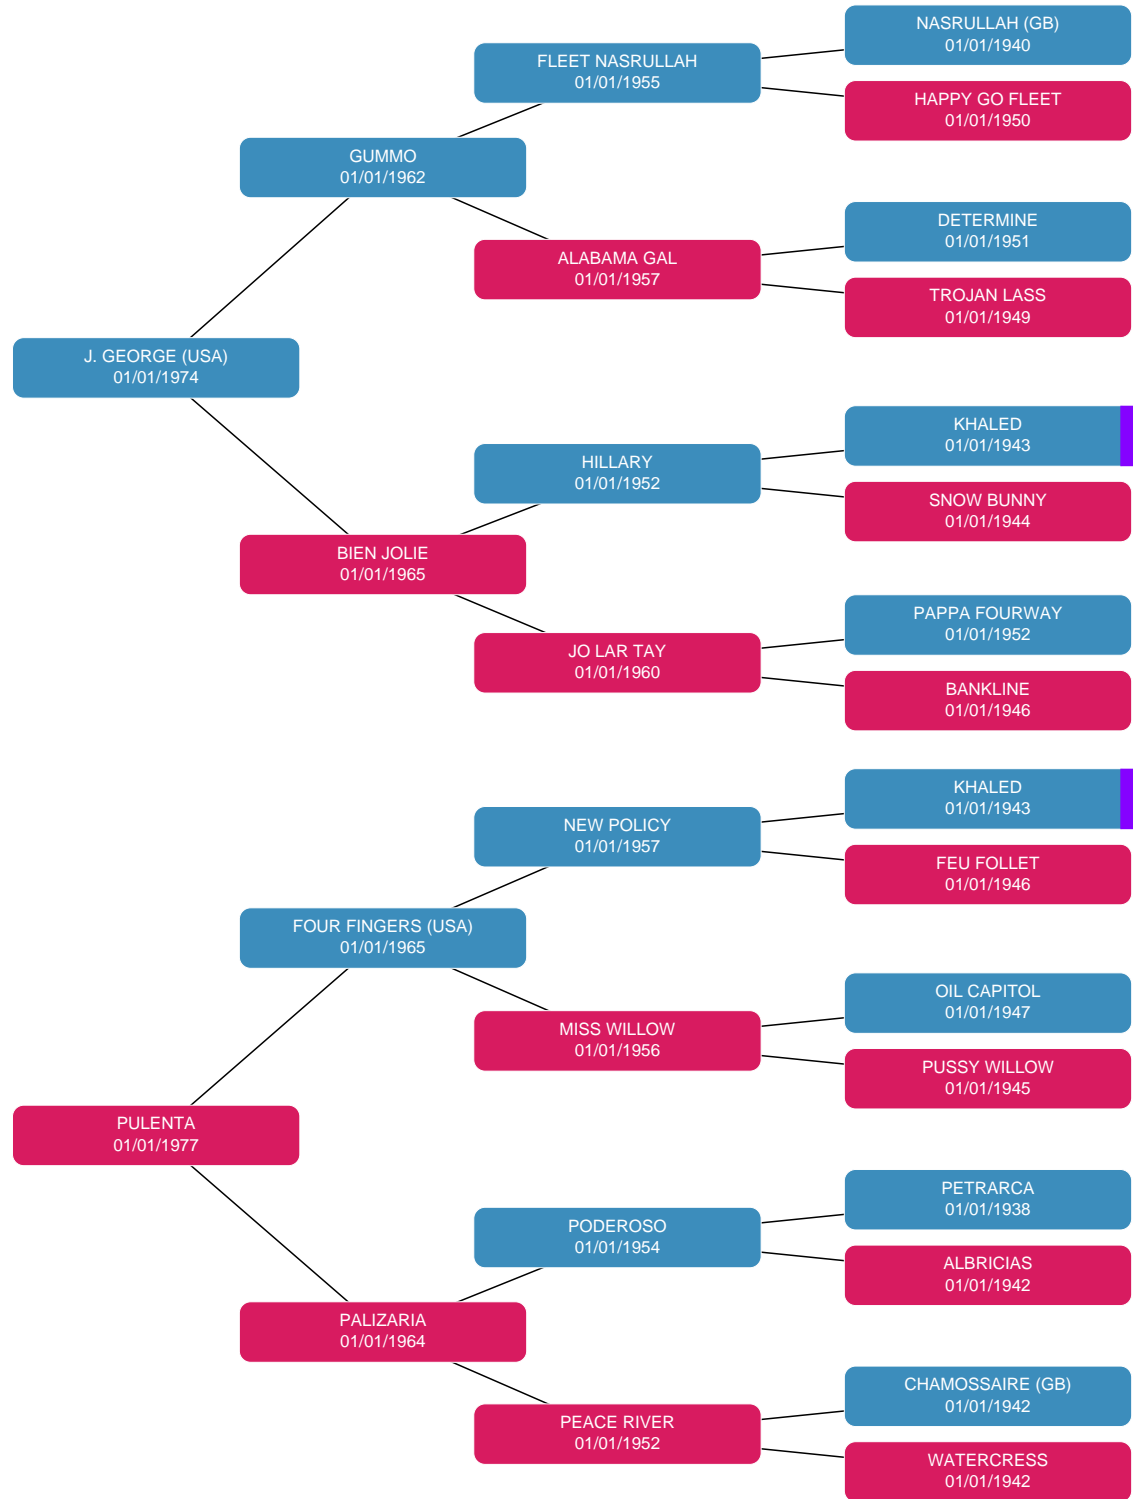 NASRULLAH (GB)
01/01/1940
FLEET NASRULLAH
01/01/1955
HAPPY GO FLEET
01/01/1950
GUMMO
01/01/1962
DETERMINE
01/01/1951
ALABAMA GAL
01/01/1957
TROJAN LASS
01/01/1949
J. GEORGE (USA)
01/01/1974
KHALED
01/01/1943
HILLARY
01/01/1952
SNOW BUNNY
01/01/1944
BIEN JOLIE
01/01/1965
PAPPA FOURWAY
01/01/1952
JO LAR TAY
01/01/1960
BANKLINE
01/01/1946
KHALED
01/01/1943
NEW POLICY
01/01/1957
FEU FOLLET
01/01/1946
FOUR FINGERS (USA)
01/01/1965
OIL CAPITOL
01/01/1947
MISS WILLOW
01/01/1956
PUSSY WILLOW
01/01/1945
PULENTA
01/01/1977
PETRARCA
01/01/1938
PODEROSO
01/01/1954
ALBRICIAS
01/01/1942
PALIZARIA
01/01/1964
CHAMOSSAIRE (GB)
01/01/1942
PEACE RIVER
01/01/1952
WATERCRESS
01/01/1942